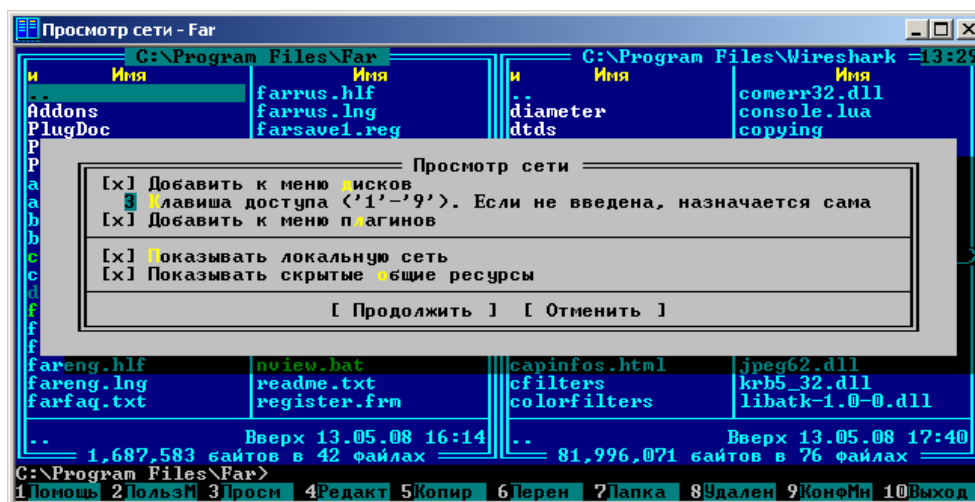 Просмотр сети - Far
C:\Program Files\Far C:\Program Files\Wireshark 13:29
и Имя Имя и Имя Имя
.. farrus.hlf .. comerr32.dll
Addons farrus.lng diameter console.lua
PlugDoc farsave1.reg dtds copying
P
P Просмотр сети
a [x] Добавить к меню дисков
a 3 Клавиша доступа ('1'-'9'). Если не введена, назначается сама
b [x] Добавить к меню плагинов
b
c [x] Показывать локальную сеть
c [x] Показывать скрытые общие ресурсы
d
f [ Продолжить ] [ Отменить ]
f
f
fareng.hlf nview.bat capinfos.html jpeg62.dll
fareng.lng readme.txt cfilters krb5_32.dll
farfaq.txt register.frm colorfilters libatk-1.0-0.dll
.. Вверх 13.05.08 16:14 .. Вверх 13.05.08 17:40
1,687,583 байтов в 42 файлах 81,996,071 байтов в 76 файлах
C:\Program Files\Far>
1Помощь 2ПользМ 3Просм 4Редакт 5Копир 6Перен 7Папка 8Удален 9КонфМн 10Выход